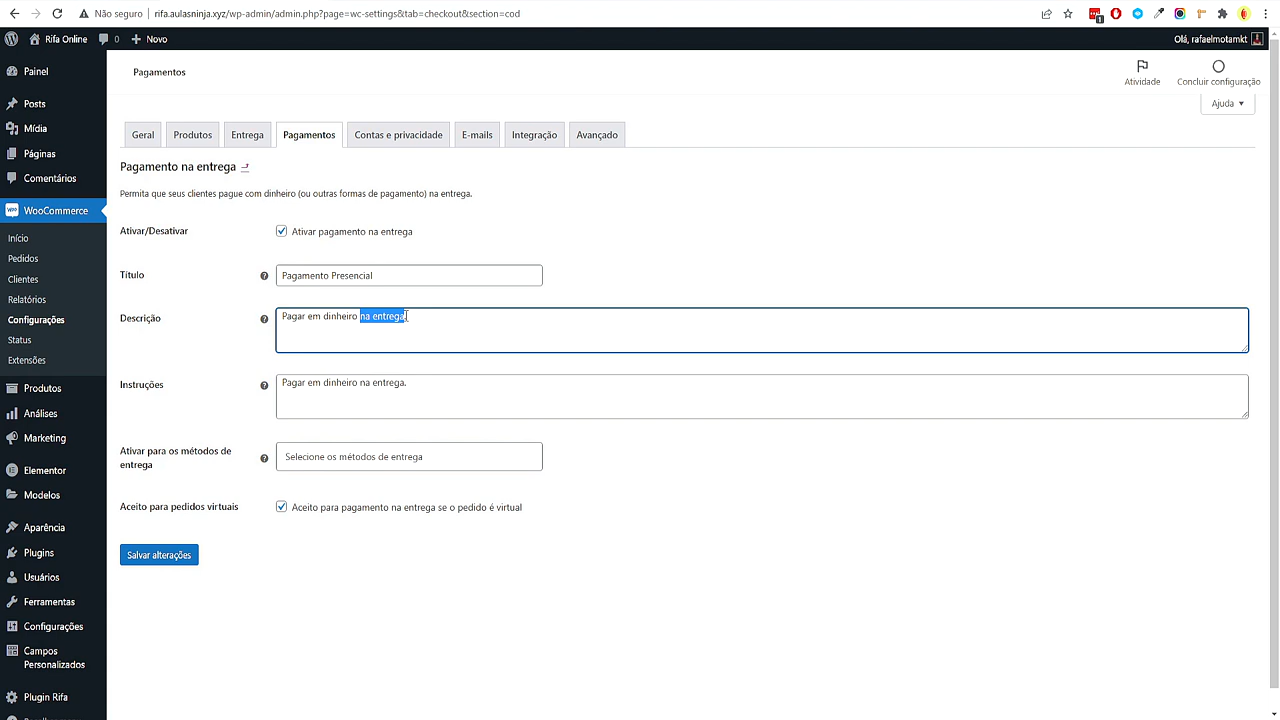 Não seguro
rifa.aulasninja.xyz/wp-admin/admin.php?page=wc-settings&tab=checkout&section=cod
1
Rifa Online
0
Novo
Olá, rafaelmotamkt
Painel
Posts
Mídia
Páginas
Comentários
WooCommerce
Início
Pedidos
Clientes
Relatórios
Configurações
Status
Extensões
Produtos
Análises
Marketing
Elementor
Modelos
Aparência
Plugins
Usuários
Ferramentas
Configurações
Campos
Personalizados
Plugin Rifa
Pagamentos
Atividade
Concluir configuração
Ajuda
Geral
Produtos
Entrega
Pagamentos
Contas e privacidade
E-mails
Integração
Avançado
Pagamento na entrega
Permita que seus clientes pague com dinheiro (ou outras formas de pagamento) na entrega.
Ativar/Desativar
Ativar pagamento na entrega
Título
Pagamento Presencial
Descrição
Pagar em dinheiro na entrega
Instruções
Pagar em dinheiro na entrega.
Ativar para os métodos de
entrega
Selecione os métodos de entrega
Aceito para pedidos virtuais
Aceito para pagamento na entrega se o pedido é virtual
Salvar alterações